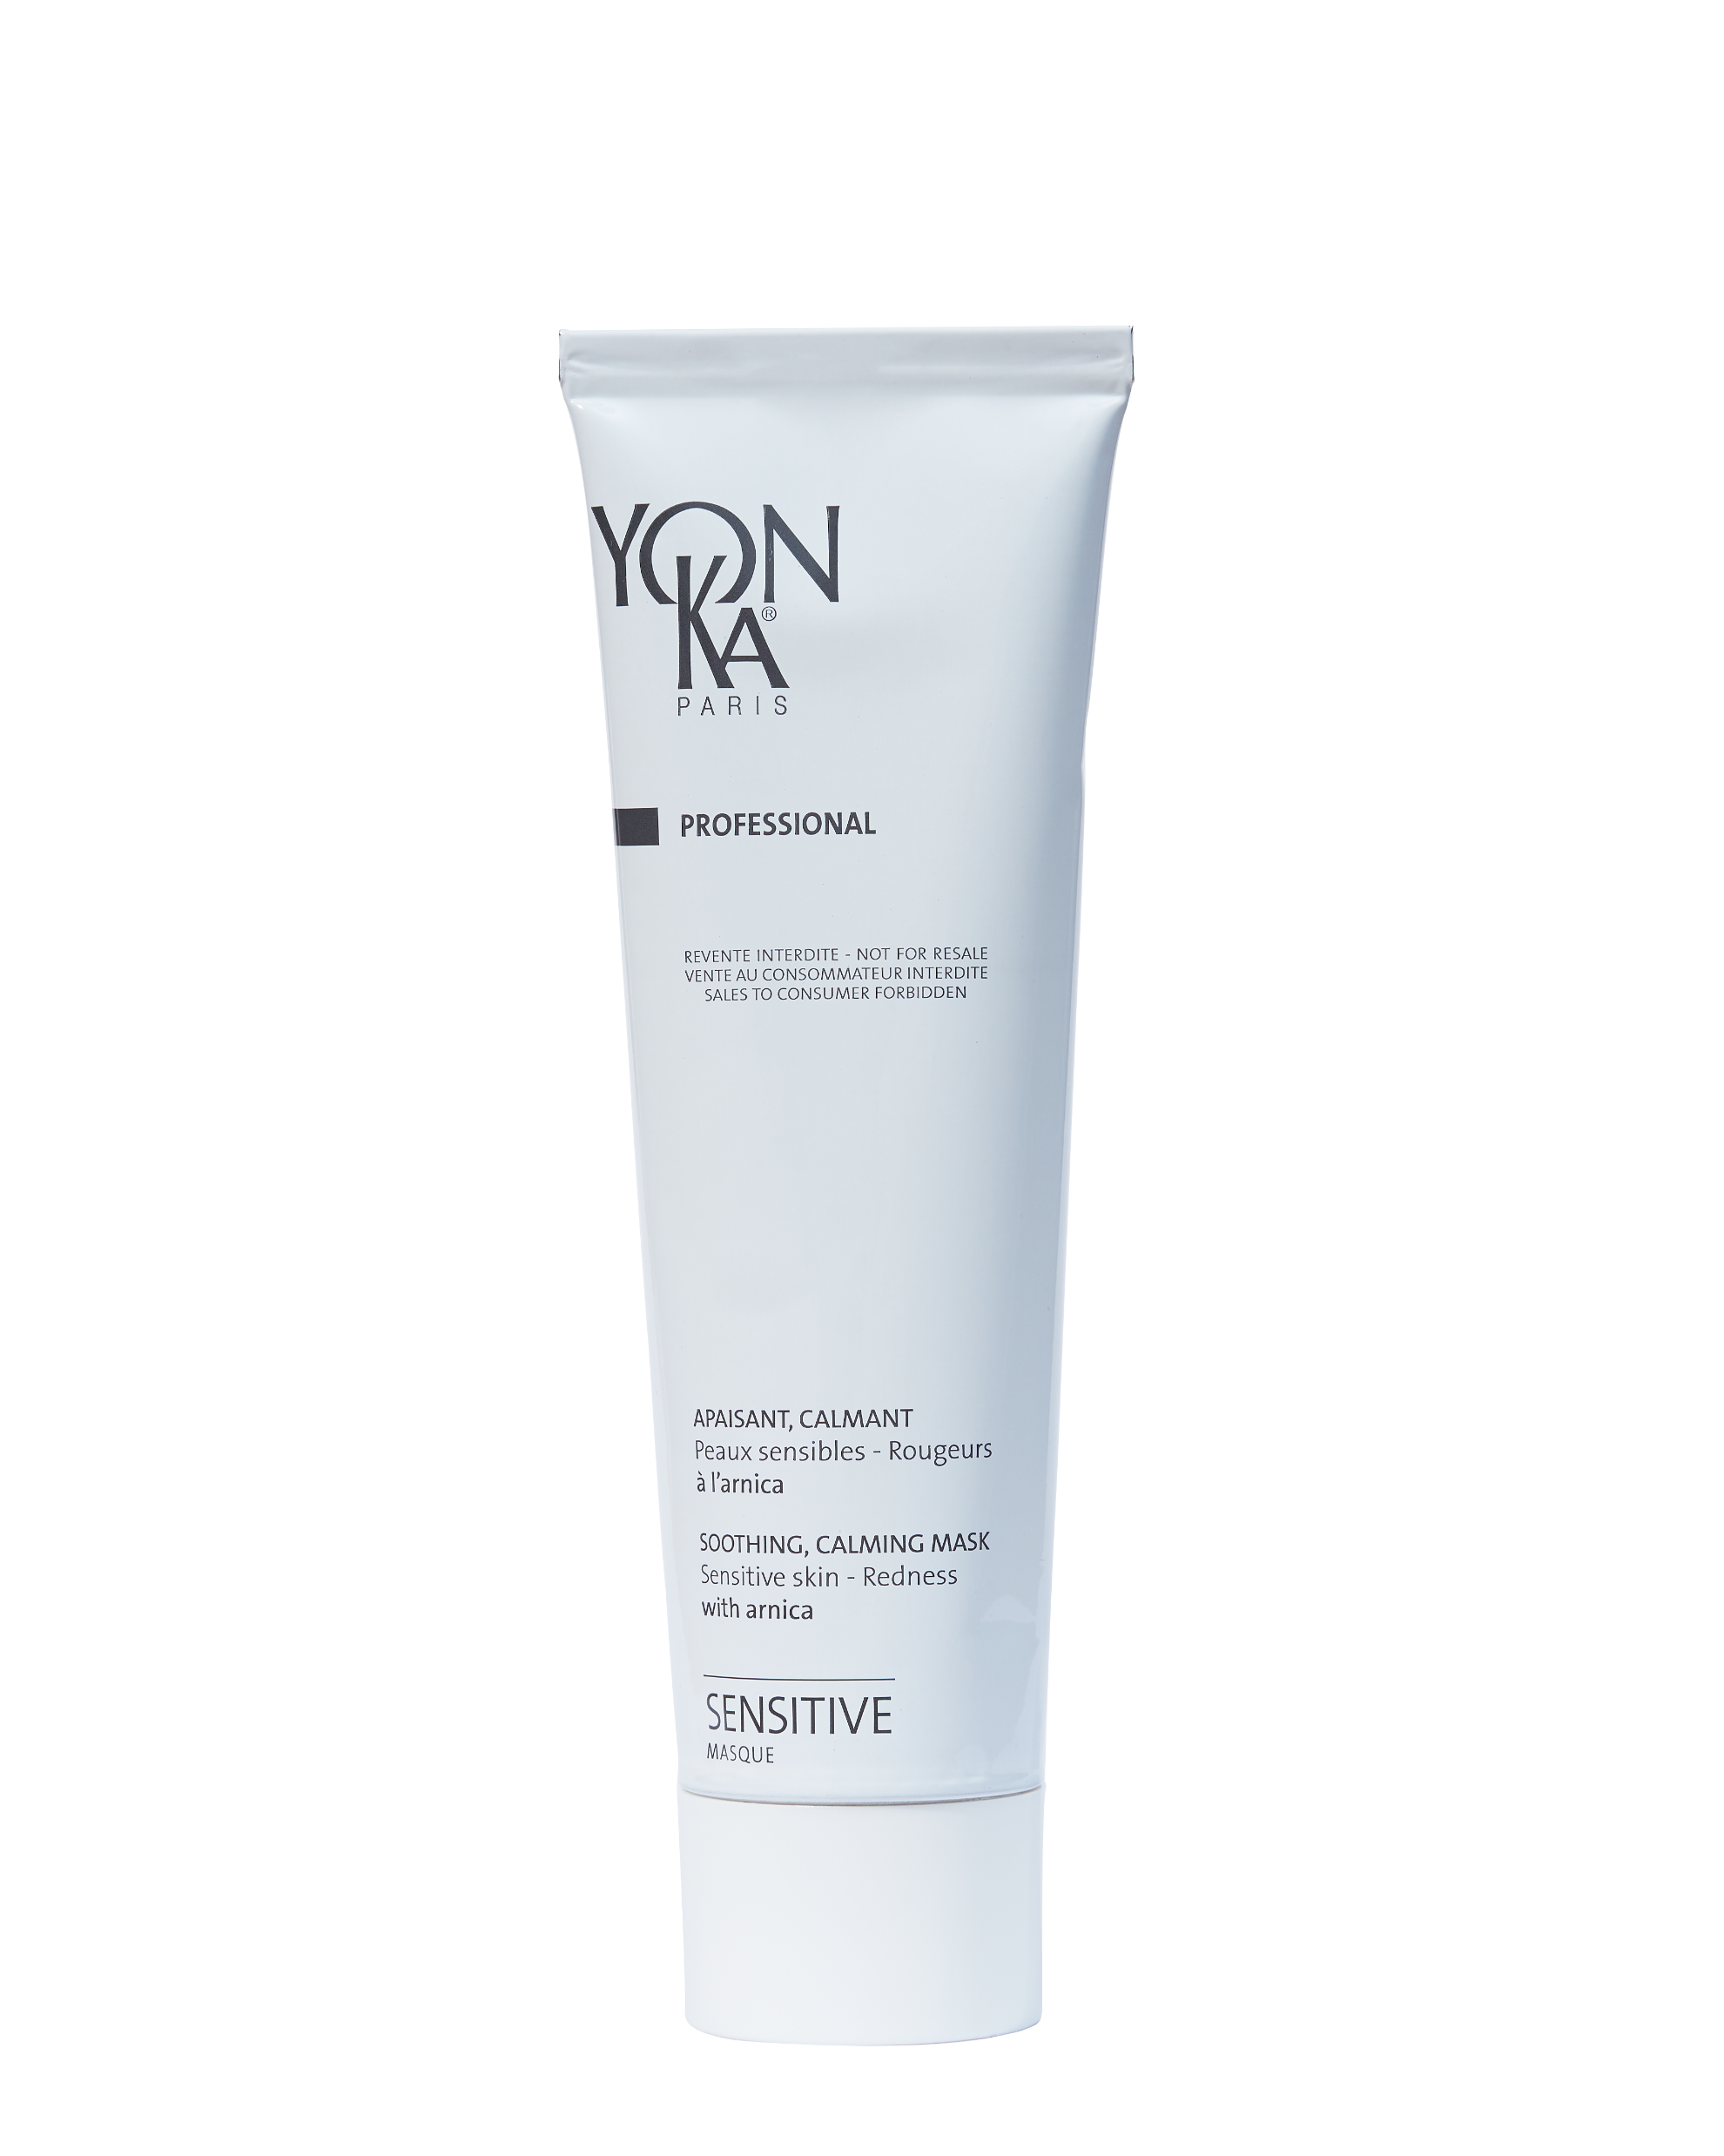 YON
KA®
PARIS
PROFESSIONAL
REVENTE INTERDITE - NOT FOR RESALE
VENTE AU CONSOMMATEUR INTERDITE
SALES TO CONSUMER FORBIDDEN
APAISANT, CALMANT
Peaux sensibles - Rougeurs
à l'arnica
SOOTHING, CALMING MASK
Sensitive skin - Redness
with arnica
SENSITIVE
MASQUE